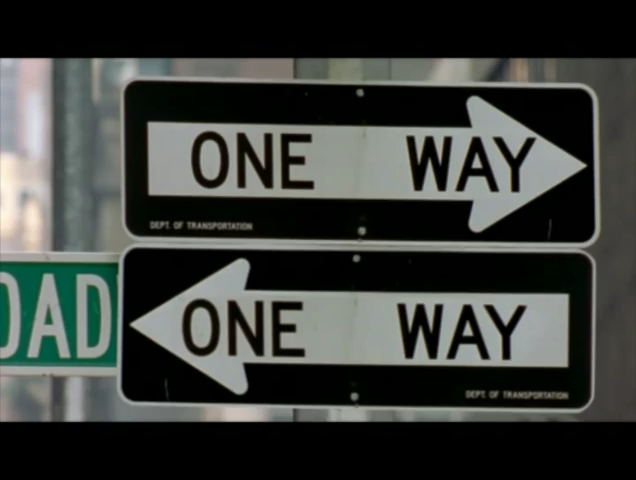 ONE WAY
DEPT. OF TRANSPORTATION
OAD
ONE WAY
DEPT. OF TRANSPORTATION